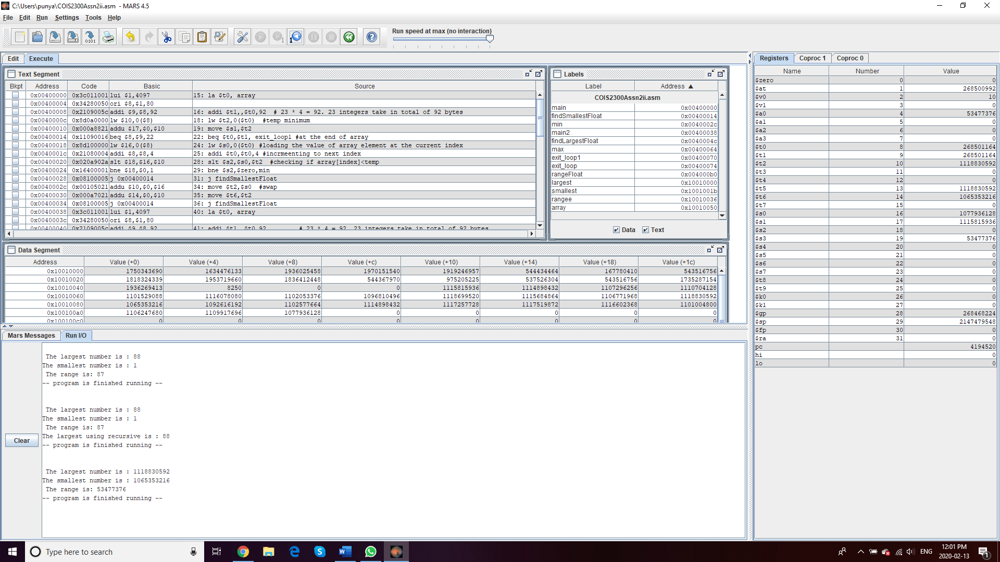 C:\Users\punya\COIS2300Assn2ii.asm - MARS 4.5
File Edit Run Settings Tools Help
Run speed at max (no interaction)
Edit Execute
Text Segment
Bkpt Address Code Basic Source
0x00400000 0x3c011001 lui $1,4097 15: la $t0, array
0x00400004 0x34280050 ori $8,$1,80
0x00400008 0x2109005c addi $9,$8,92 16: addi $t1,,$t0,92 # 23 * 4 = 92. 23 integers take in total of 92 bytes
0x0040000c 0x8d0a0000 lw $10,0($8) 18: lw $t2,0($t0) #temp minimum
0x00400010 0x000a8821 addu $17,$0,$10 19: move $s1,$t2
0x00400014 0x11090016 beq $8,$9,22 22: beq $t0,$t1, exit_loop1 #at the end of array
0x00400018 0x8d100000 lw $16,0($8) 24: lw $s0,0($t0) #loading the value of array element at the current index
0x0040001c 0x21080004 addi $8,$8,4 25: addi $t0,$t0,4 #incrmeenting to next index
0x00400020 0x020a902a slt $18,$16,$10 28: slt $s2,$s0,$t2 #checking if array[index]<temp
0x00400024 0x16400001 bne $18,$0,1 29: bne $s2,$zero,min
0x00400028 0x08100005 j 0x00400014 31: j findSmallestFloat
0x0040002c 0x00105021 addu $10,$0,$16 34: move $t2,$s0 #swap
0x00400030 0x000a7021 addu $14,$0,$10 35: move $t6,$t2
0x00400034 0x08100005 j 0x00400014 36: j findSmallestFloat
0x00400038 0x3c011001 lui $1,4097 40: la $t0, array
0x0040003c 0x34280050 ori $8,$1,80
0x00400040 0x2109005c addi $9,$8,92 41: addi $t1,,$t0,92 # 23 * 4 = 92. 23 integers take in total of 92 bytes
Labels
Label Address ▲
COIS2300Assn2ii.asm
main 0x00400000
findSmallestFloat 0x00400014
min 0x0040002c
main2 0x00400038
findLargestFloat 0x0040004c
max 0x00400064
exit_loop1 0x00400070
exit_loop 0x00400074
rangeFloat 0x004000b0
largest 0x10010000
smallest 0x1001001b
rangee 0x10010036
array 0x10010050
Data Text
Data Segment
Address Value (+0) Value (+4) Value (+8) Value (+c) Value (+10) Value (+14) Value (+18) Value (+1c)
0x10010000 1750343690 1634476133 1936025458 1970151540 1919246957 544434464 167780410 543516756
0x10010020 1818324339 1953719660 1836412448 544367970 975205225 537526304 543516756 1735287154
0x10010040 1936269413 8250 0 0 1115815936 1114898432 1107296256 1110704128
0x10010060 1101529088 1116078080 1102053376 1096810496 1118699520 1115684864 1106771968 1118830592
0x10010080 1065353216 1092616192 1102577664 1114898432 1117257728 1117519872 1116602368 1101004800
0x100100a0 1106247680 1109917696 1077936128 0 0 0 0 0
0x100100c0 0 0 0 0 0 0 0 0
Mars Messages Run I/O
The largest number is : 88
The smallest number is : 1
The range is: 87
-- program is finished running --
The largest number is : 88
The smallest number is : 1
The range is: 87
The largest using recursive is : 88
-- program is finished running --
The largest number is : 1118830592
The smallest number is : 1065353216
The range is: 53477376
-- program is finished running --
Clear
Registers Coproc 1 Coproc 0
Name Number Value
$zero 0 0
$at 1 268500992
$v0 2 10
$v1 3 0
$a0 4 53477376
$a1 5 0
$a2 6 0
$a3 7 0
$t0 8 268501164
$t1 9 268501164
$t2 10 1118830592
$t3 11 0
$t4 12 0
$t5 13 1118830592
$t6 14 1065353216
$t7 15 0
$s0 16 1077936128
$s1 17 1115815936
$s2 18 0
$s3 19 53477376
$s4 20 0
$s5 21 0
$s6 22 0
$s7 23 0
$t8 24 0
$t9 25 0
$k0 26 0
$k1 27 0
$gp 28 268468224
$sp 29 2147479548
$fp 30 0
$ra 31 0
pc 4194520
hi 0
lo 0
Type here to search
ENG
12:01 PM
2020-02-13
1